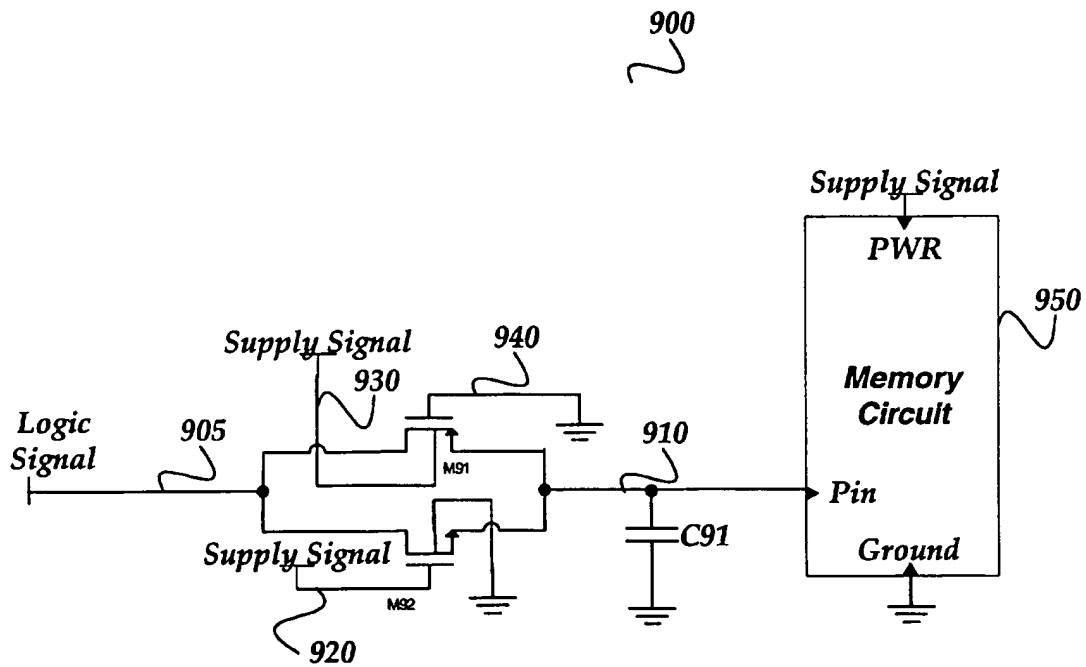 900
Supply Signal
PWR
950
Memory
Circuit
Supply Signal
940
930
Logic
Signal
905
M91
910
Pin
C91
Supply Signal
Ground
M92
920